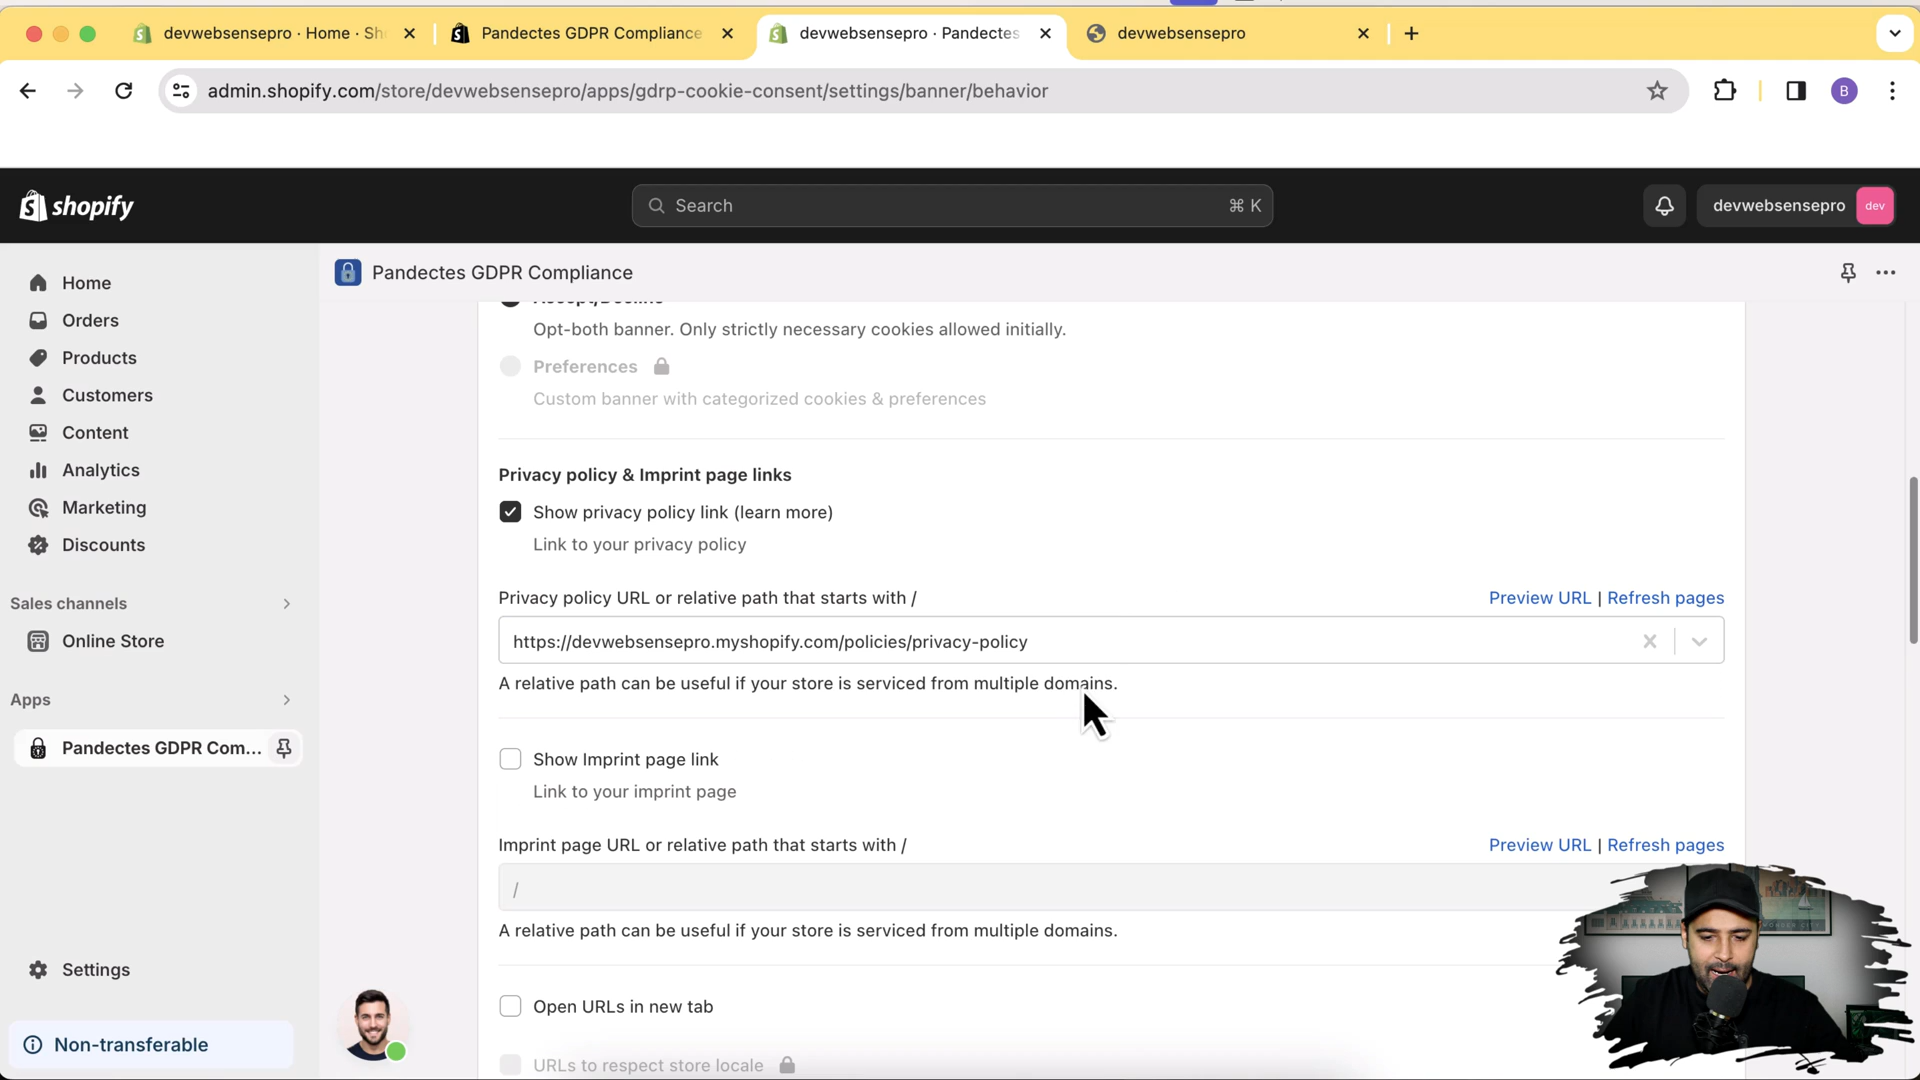 devwebsensepro · Home · Sh
Pandectes GDPR Compliance
devwebsensepro · Pandectes
devwebsensepro
admin.shopify.com/store/devwebsensepro/apps/gdrp-cookie-consent/settings/banner/behavior
B
shopify
Search
⌘ K
devwebsensepro
dev
Home
Orders
Products
Customers
Content
Analytics
Marketing
Discounts
Sales channels
Online Store
Apps
Pandectes GDPR Com...
Settings
Non-transferable
Pandectes GDPR Compliance
Accept/Decline
Opt-both banner. Only strictly necessary cookies allowed initially.
Preferences
Custom banner with categorized cookies & preferences
Privacy policy & Imprint page links
Show privacy policy link (learn more)
Link to your privacy policy
Privacy policy URL or relative path that starts with /
Preview URL | Refresh pages
https://devwebsensepro.myshopify.com/policies/privacy-policy
A relative path can be useful if your store is serviced from multiple domains.
Show Imprint page link
Link to your imprint page
Imprint page URL or relative path that starts with /
Preview URL | Refresh pages
/
A relative path can be useful if your store is serviced from multiple domains.
Open URLs in new tab
URLs to respect store locale